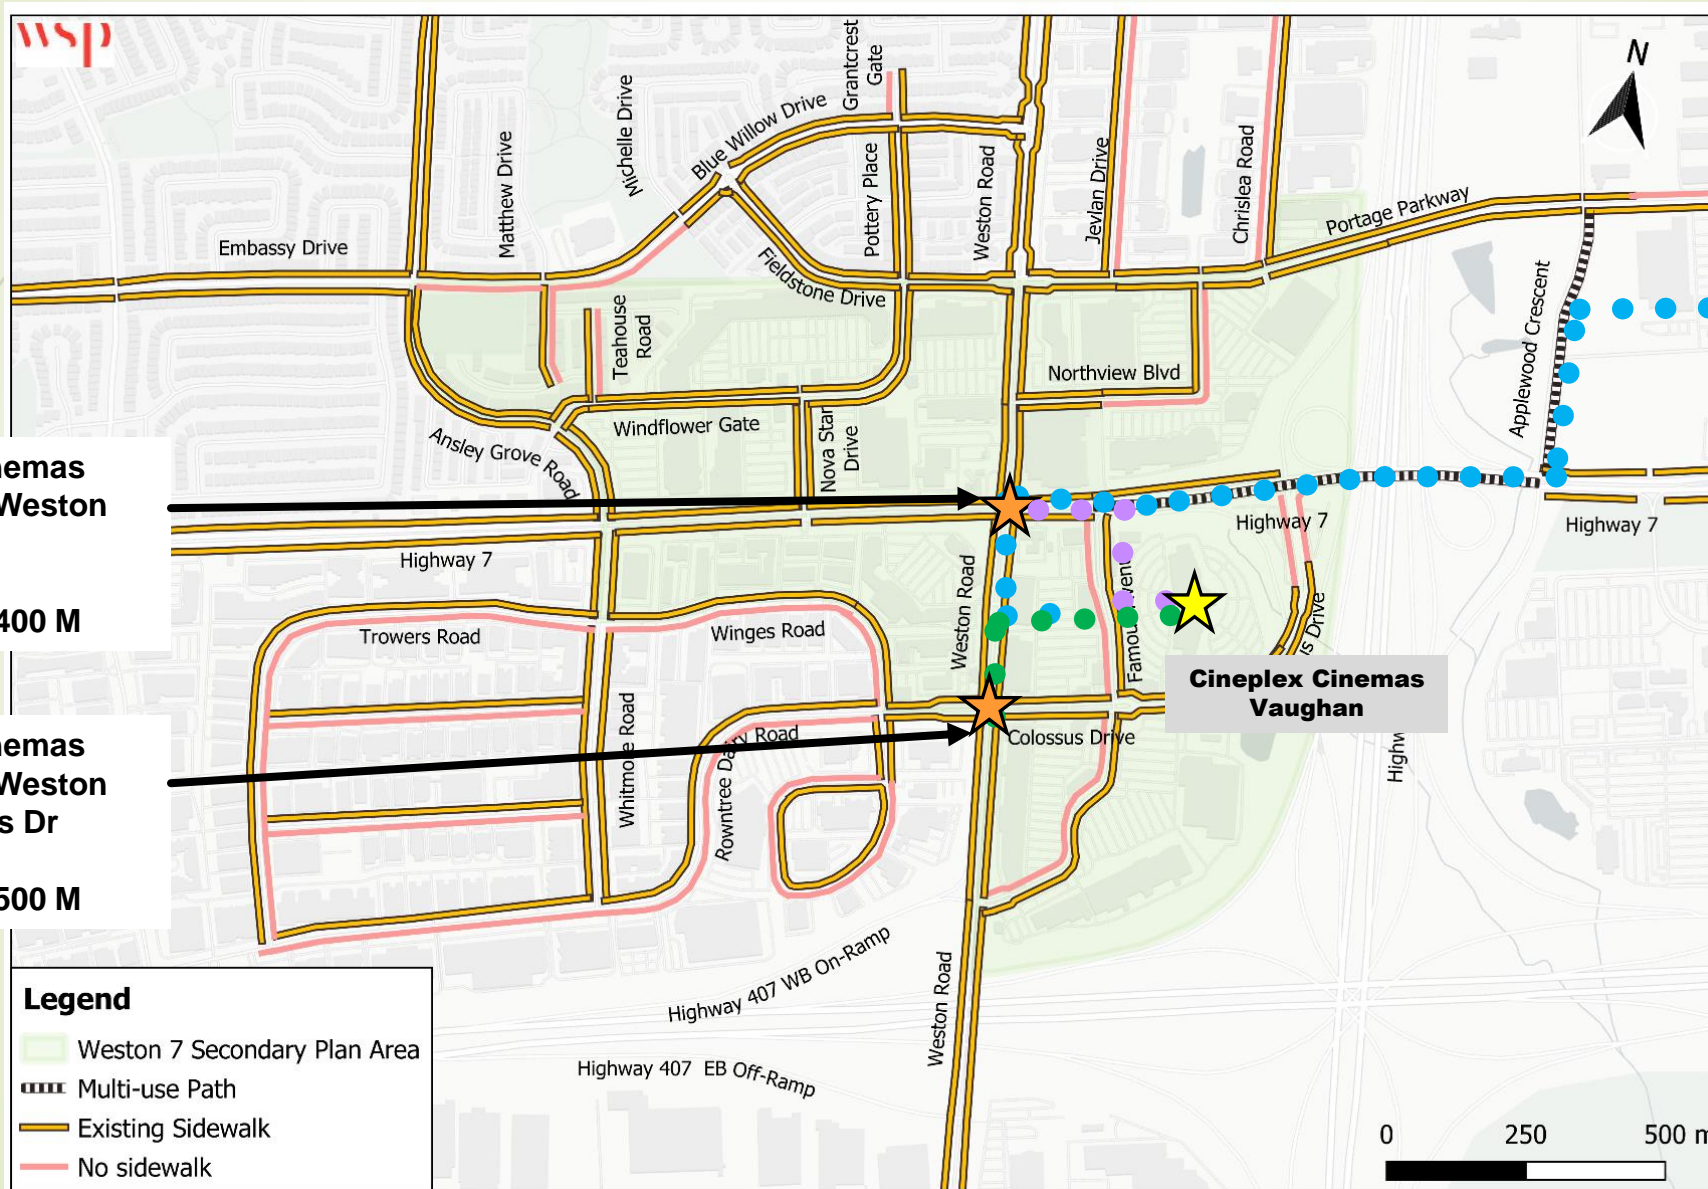 wsp
N
Grantcrest
Gate
Michelle Drive
Blue Willow Drive
Matthew Drive
Pottery Place
Weston Road
Jevlan Drive
Chrislea Road
Portage Parkway
Embassy Drive
Fieldstone Drive
Teahouse
Road
Applewood Crescent
Northview Blvd
Windflower Gate
Nova Star
Drive
Ansley Grove Road
Weston
400 M
Highway 7
Highway 7
Highway 7
Weston Road
Trowers Road
Winges Road
Cineplex Cinemas
Vaughan
Whitmore Road
Rowntree Dairy Road
Colossus Drive
Weston
Dr
500 M
Highway 407 WB On-Ramp
Weston Road
Highway 407 EB Off-Ramp
Legend
Weston 7 Secondary Plan Area
Multi-use Path
Existing Sidewalk
No sidewalk
0 250 500 m